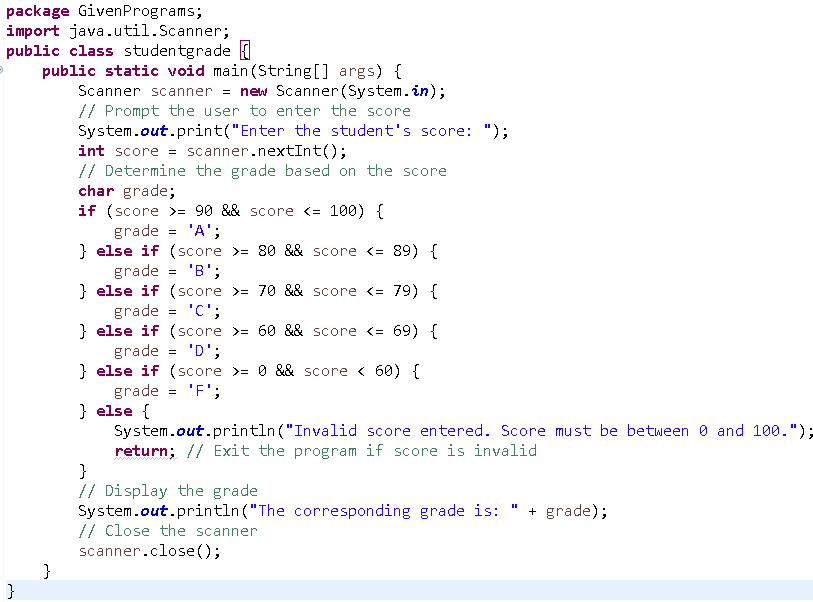 package GivenPrograms;
import java.util.Scanner;
public class studentgrade {
    public static void main(String[] args) {
        Scanner scanner = new Scanner(System.in);
        // Prompt the user to enter the score
        System.out.print("Enter the student's score: ");
        int score = scanner.nextInt();
        // Determine the grade based on the score
        char grade;
        if (score >= 90 && score <= 100) {
            grade = 'A';
        } else if (score >= 80 && score <= 89) {
            grade = 'B';
        } else if (score >= 70 && score <= 79) {
            grade = 'C';
        } else if (score >= 60 && score <= 69) {
            grade = 'D';
        } else if (score >= 0 && score < 60) {
            grade = 'F';
        } else {
            System.out.println("Invalid score entered. Score must be between 0 and 100.");
            return; // Exit the program if score is invalid
        }
        // Display the grade
        System.out.println("The corresponding grade is: " + grade);
        // Close the scanner
        scanner.close();
    }
}